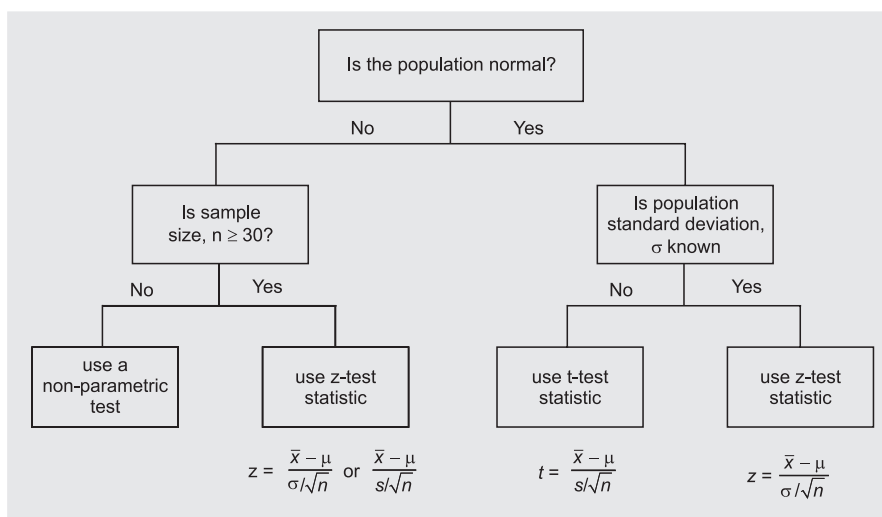 Is the population normal?
No
Yes
Is sample
size, n ≥ 30?
Is population
standard deviation,
σ known
No
Yes
No
Yes
use a
non-parametric
test
use z-test
statistic
use t-test
statistic
use z-test
statistic
z = x̄ – μ / σ/√n or x̄ – μ / s/√n
t = x̄ – μ / s/√n
z = x̄ – μ / σ/√n